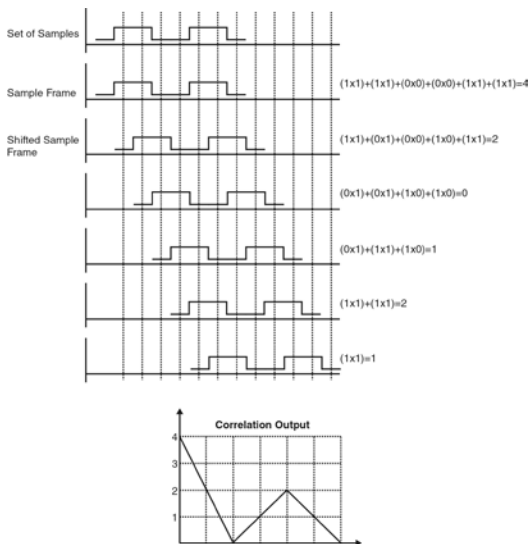 Set of Samples
Sample Frame
(1x1)+(1x1)+(0x0)+(0x0)+(1x1)+(1x1)=4
Shifted Sample
Frame
(1x1)+(0x1)+(0x0)+(1x0)+(1x1)=2
(0x1)+(0x1)+(1x0)+(1x0)=0
(0x1)+(1x1)+(1x0)=1
(1x1)+(1x1)=2
(1x1)=1
Correlation Output
4
3
2
1